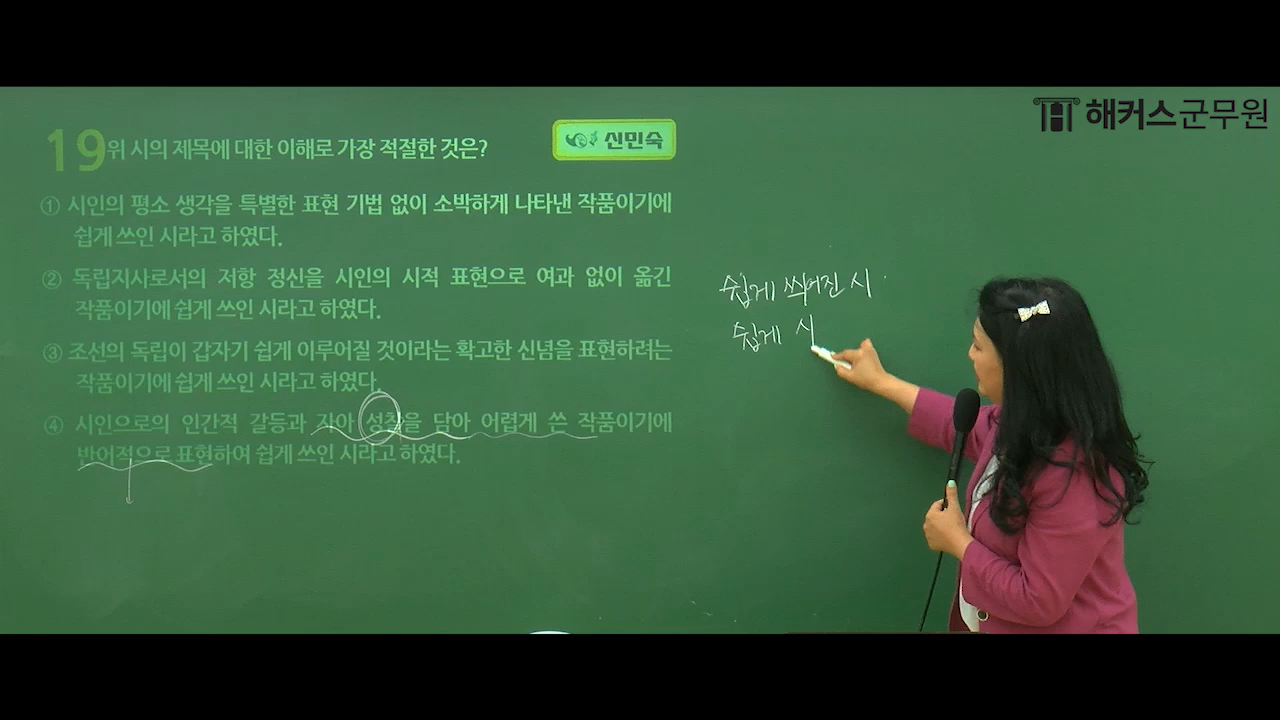 해커스군무원
19 위 시의 제목에 대한 이해로 가장 적절한 것은?
신민숙
① 시인의 평소 생각을 특별한 표현 기법 없이 소박하게 나타낸 작품이기에
쉽게 쓰인 시라고 하였다.
② 독립지사로서의 저항 정신을 시인의 시적 표현으로 여과 없이 옮긴
작품이기에 쉽게 쓰인 시라고 하였다.
③ 조선의 독립이 갑자기 쉽게 이루어질 것이라는 확고한 신념을 표현하려는
작품이기에 쉽게 쓰인 시라고 하였다.
④ 시인으로의 인간적 갈등과 자아 성찰을 담아 어렵게 쓴 작품이기에
반어적으로 표현하여 쉽게 쓰인 시라고 하였다.
쉽게 씌어진 시
쉽게 시